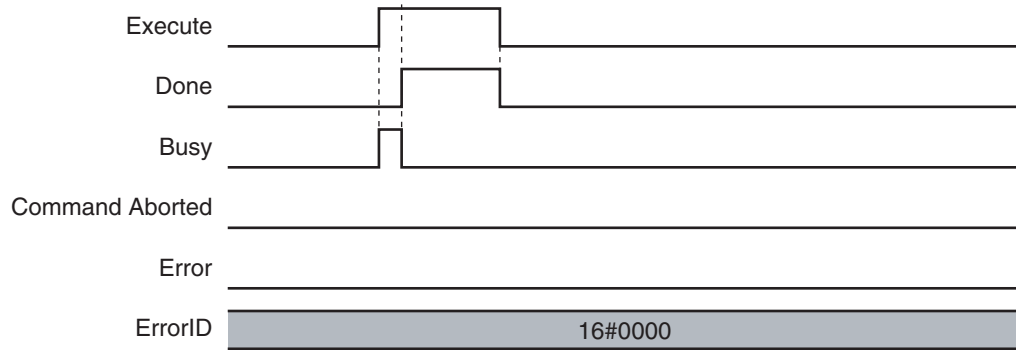 Execute
Done
Busy
Command Aborted
Error
ErrorID 16#0000